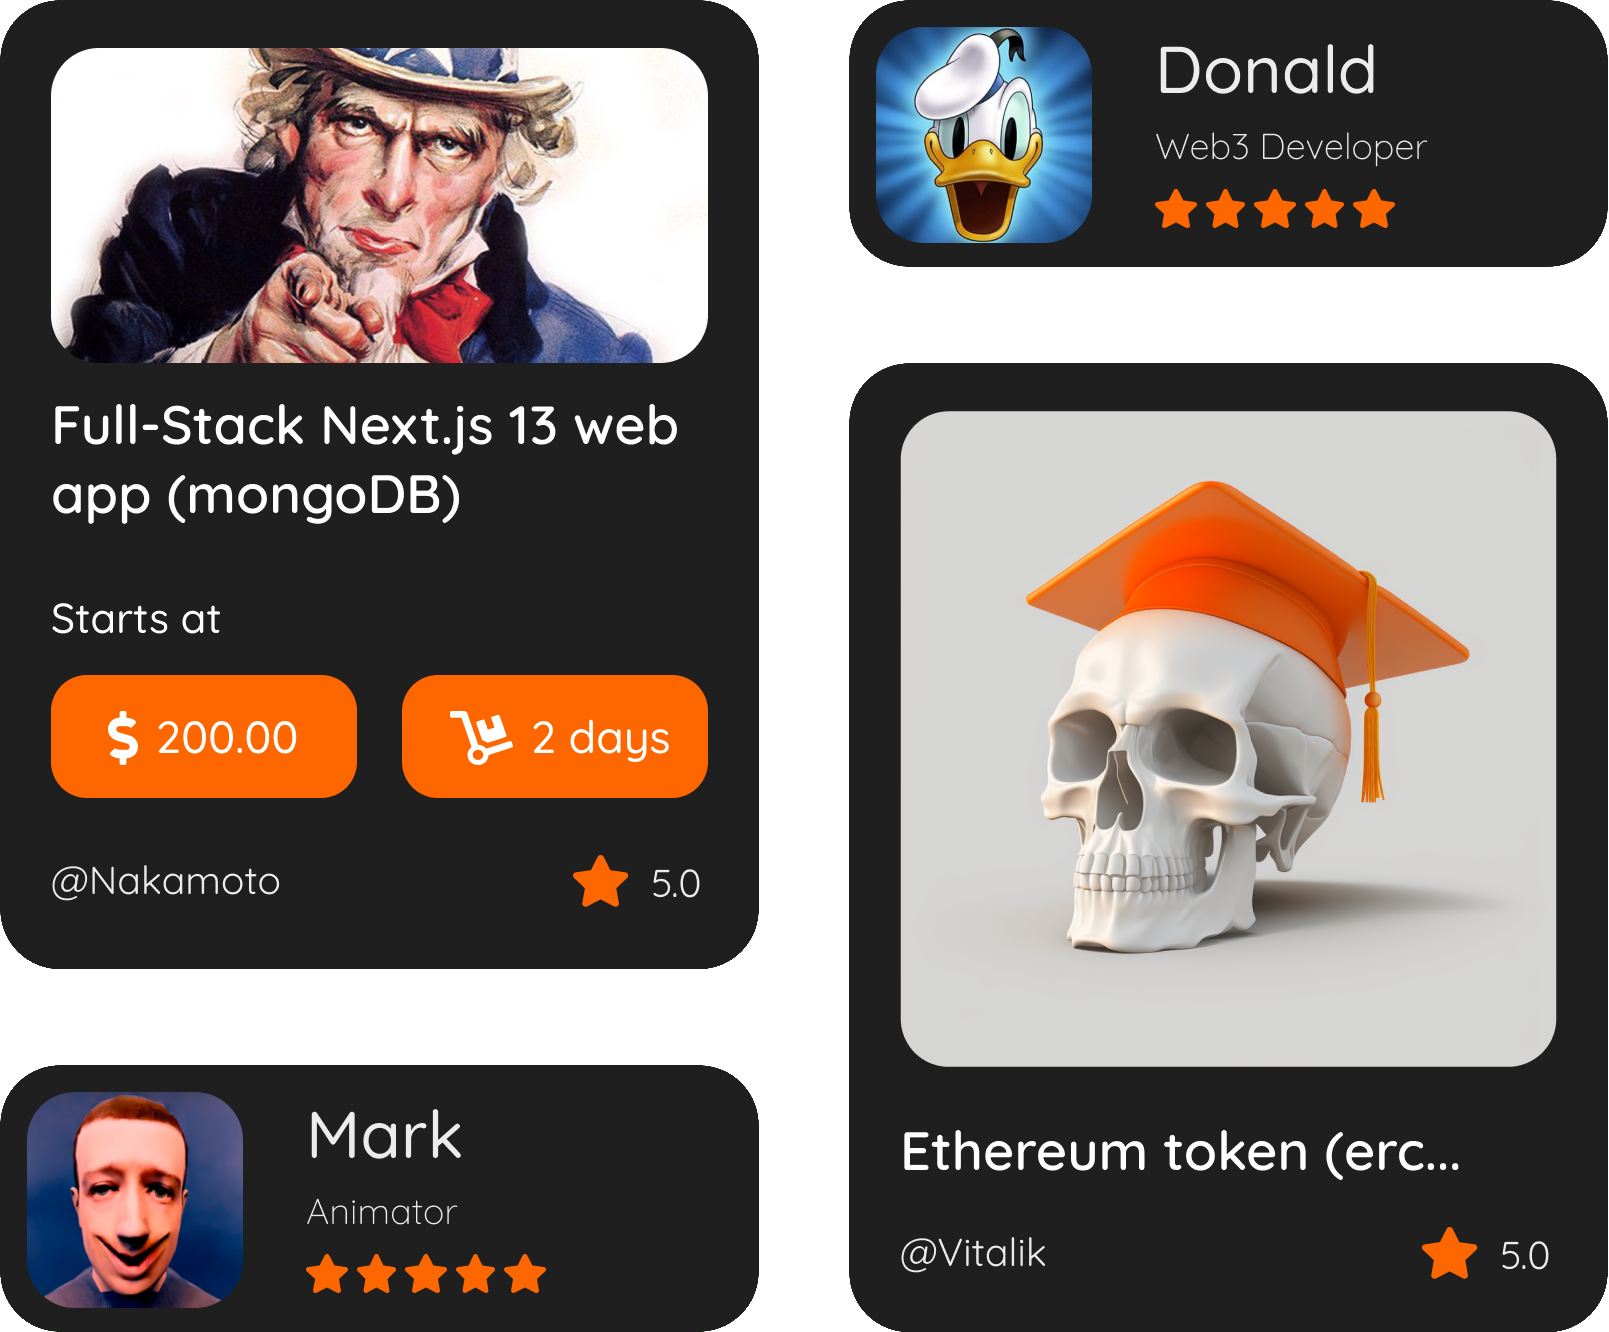 Full-Stack Next.js 13 web
app (mongoDB)
Starts at
$ 200.00
2 days
@Nakamoto
5.0
Mark
Animator
Donald
Web3 Developer
Ethereum token (erc...
@Vitalik
5.0